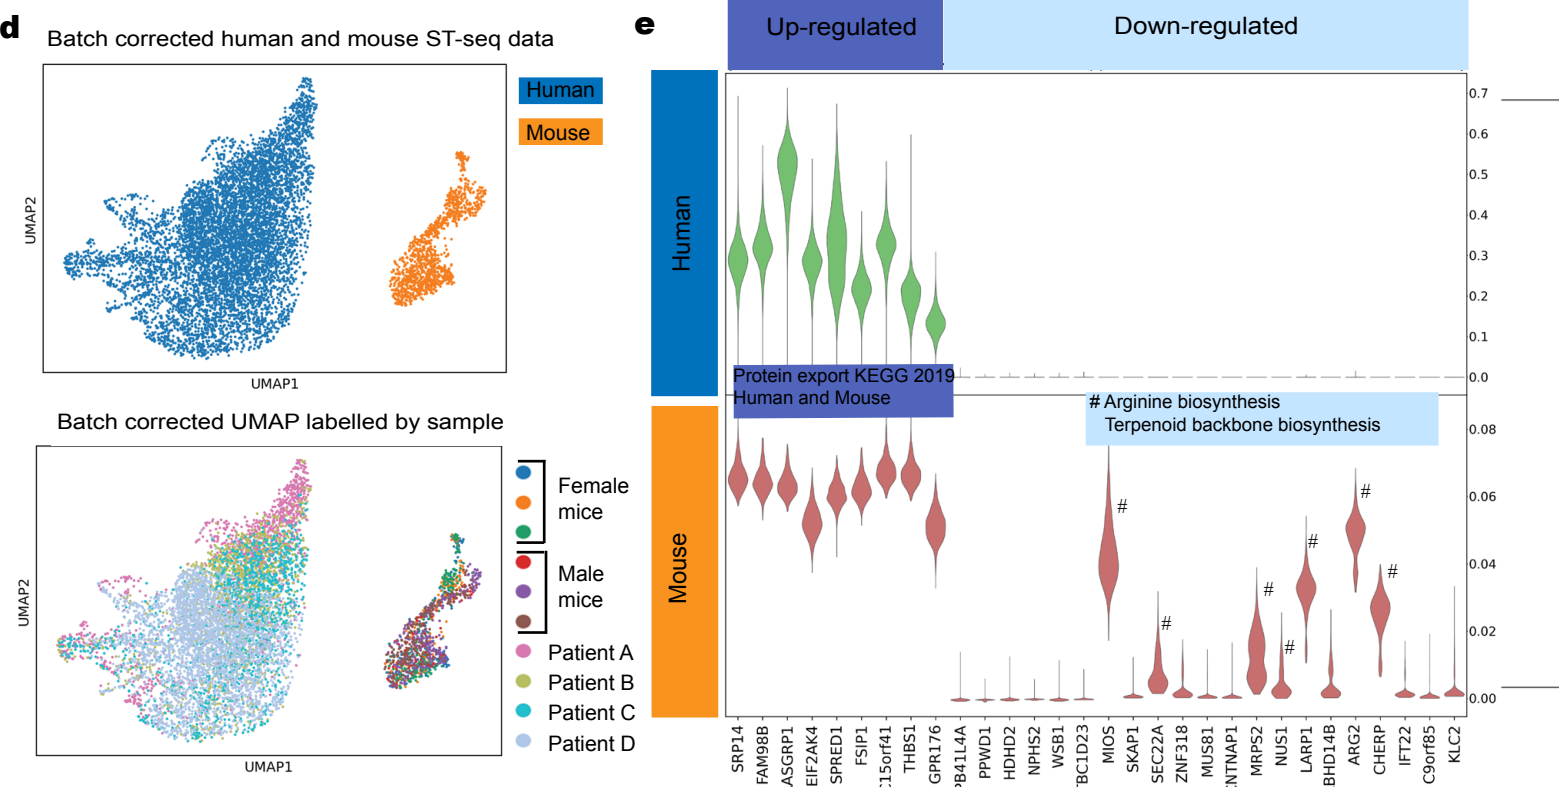 d
Batch corrected human and mouse ST-seq data
Human
Mouse
UMAP2
UMAP1
Batch corrected UMAP labelled by sample
Female
mice
Male
mice
Patient A
Patient B
Patient C
Patient D
UMAP2
UMAP1
e
Up-regulated
Down-regulated
Human
0.7
0.6
0.5
0.4
0.3
0.2
0.1
0.0
Protein export KEGG 2019
Human and Mouse
# Arginine biosynthesis
Terpenoid backbone biosynthesis
Mouse
0.08
0.06
0.04
0.02
0.00
#
#
#
#
#
#
#
SRP14
FAM98B
ASGRP1
EIF2AK4
SPRED1
FSIP1
C15orf41
THBS1
GPR176
PB41L4A
PPWD1
HDHD2
NPHS2
WSB1
TBC1D23
MIOS
SKAP1
SEC22A
ZNF318
MUS81
NTNAP1
MRPS2
NUS1
LARP1
BHD14B
ARG2
CHERP
IFT22
C9orf85
KLC2